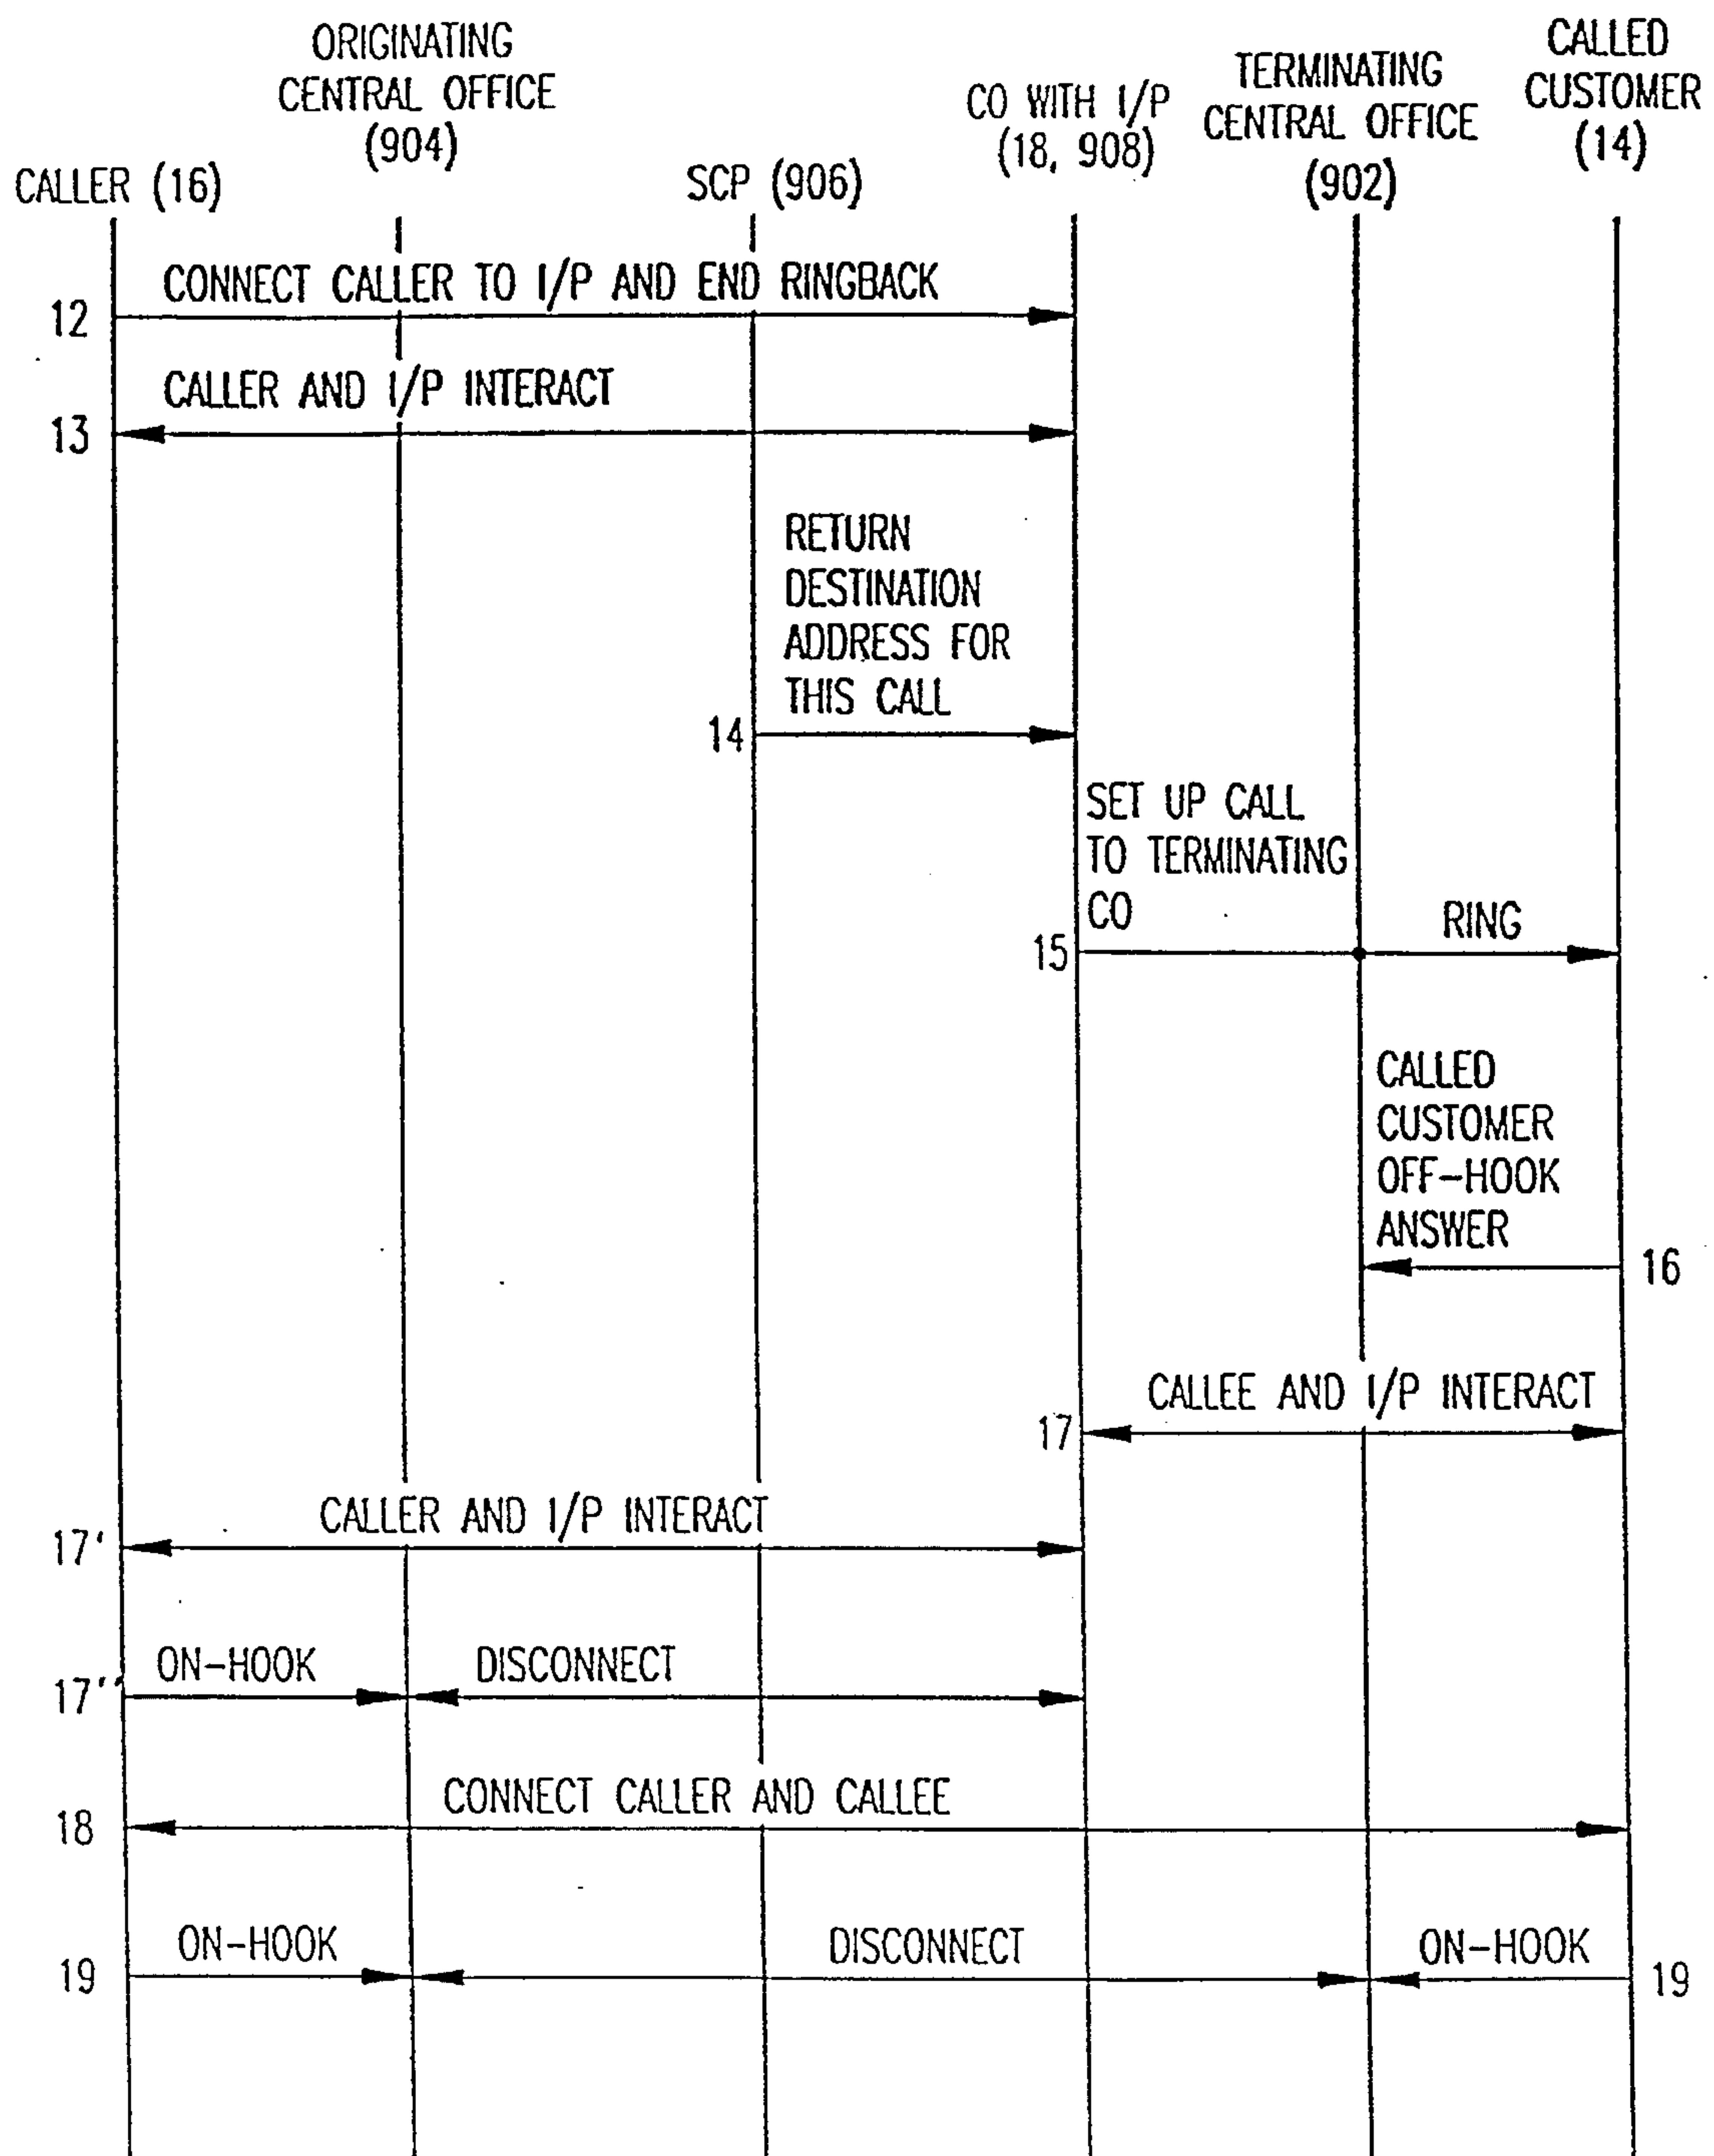 ORIGINATING
CENTRAL OFFICE
(904)
CALLER (16)
SCP (906)
CO WITH I/P
(18, 908)
TERMINATING
CENTRAL OFFICE
(902)
CALLED
CUSTOMER
(14)
CONNECT CALLER TO I/P AND END RINGBACK
12
CALLER AND I/P INTERACT
13
RETURN
DESTINATION
ADDRESS FOR
THIS CALL
14
SET UP CALL
TO TERMINATING
CO
RING
15
CALLED
CUSTOMER
OFF-HOOK
ANSWER
16
CALLEE AND I/P INTERACT
17
CALLER AND I/P INTERACT
17'
ON-HOOK DISCONNECT
17''
CONNECT CALLER AND CALLEE
18
ON-HOOK DISCONNECT ON-HOOK
19 19